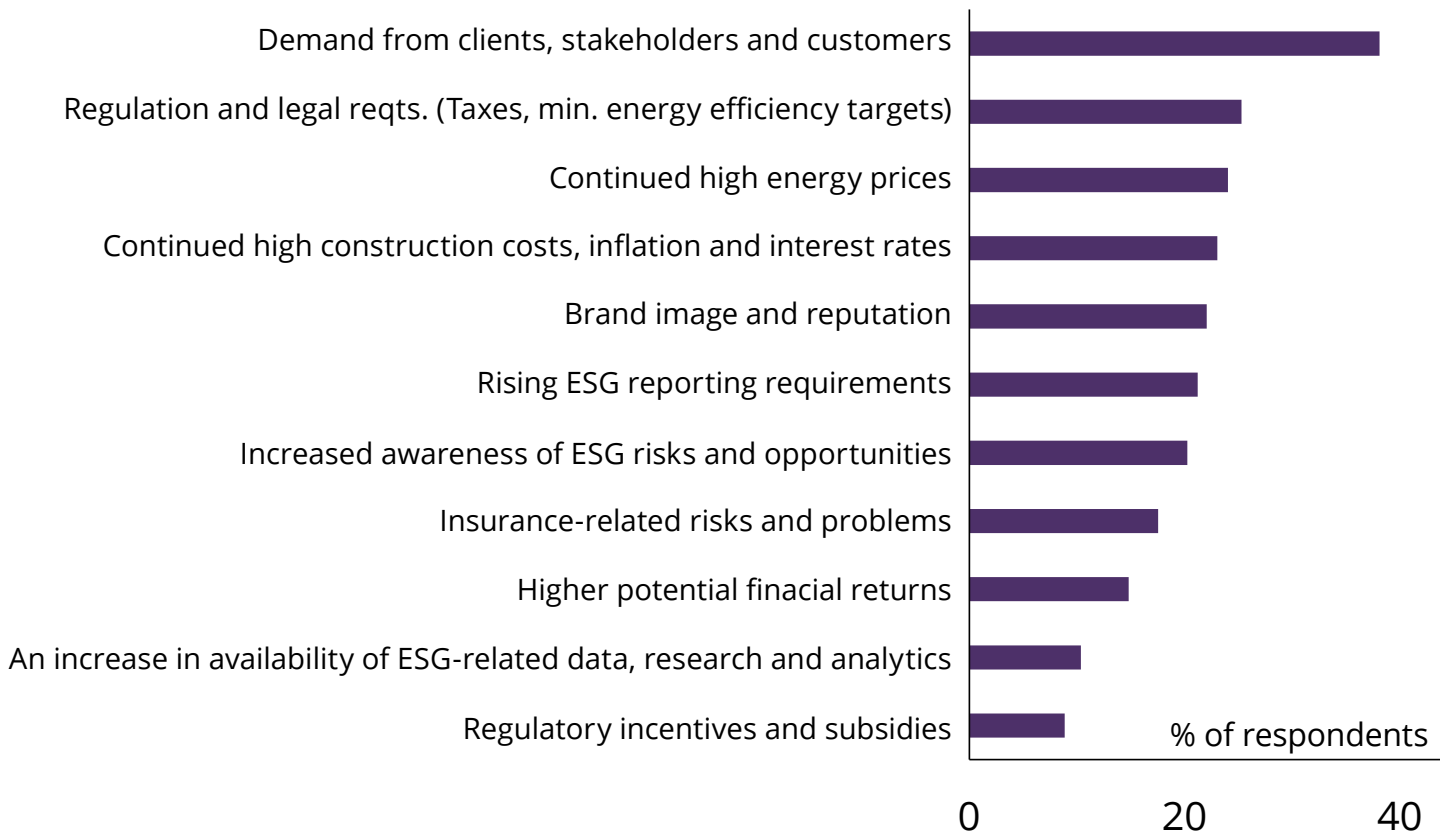 Demand from clients, stakeholders and customers
Regulation and legal reqts. (Taxes, min. energy efficiency targets)
Continued high energy prices
Continued high construction costs, inflation and interest rates
Brand image and reputation
Rising ESG reporting requirements
Increased awareness of ESG risks and opportunities
Insurance-related risks and problems
Higher potential finacial returns
An increase in availability of ESG-related data, research and analytics
Regulatory incentives and subsidies
% of respondents
0 20 40